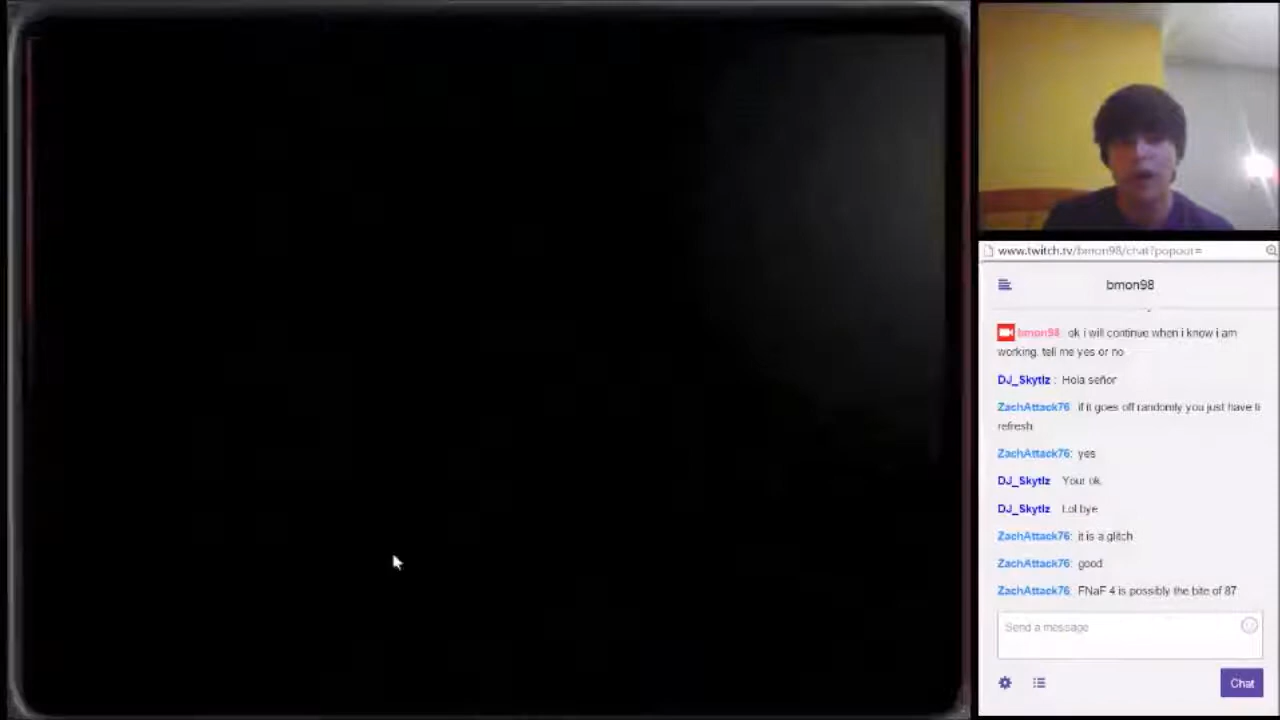 www.twitch.tv/bmon98/chat?popout=
bmon98
bmon98: ok i will continue when i know i am
working. tell me yes or no
DJ_Skytlz : Hola señor
ZachAttack76: if it goes off randomly you just have ti
refresh
ZachAttack76: yes
DJ_Skytlz : Your ok.
DJ_Skytlz : Lol bye
ZachAttack76: it is a glitch
ZachAttack76: good
ZachAttack76: FNaF 4 is possibly the bite of 87
Send a message
Chat